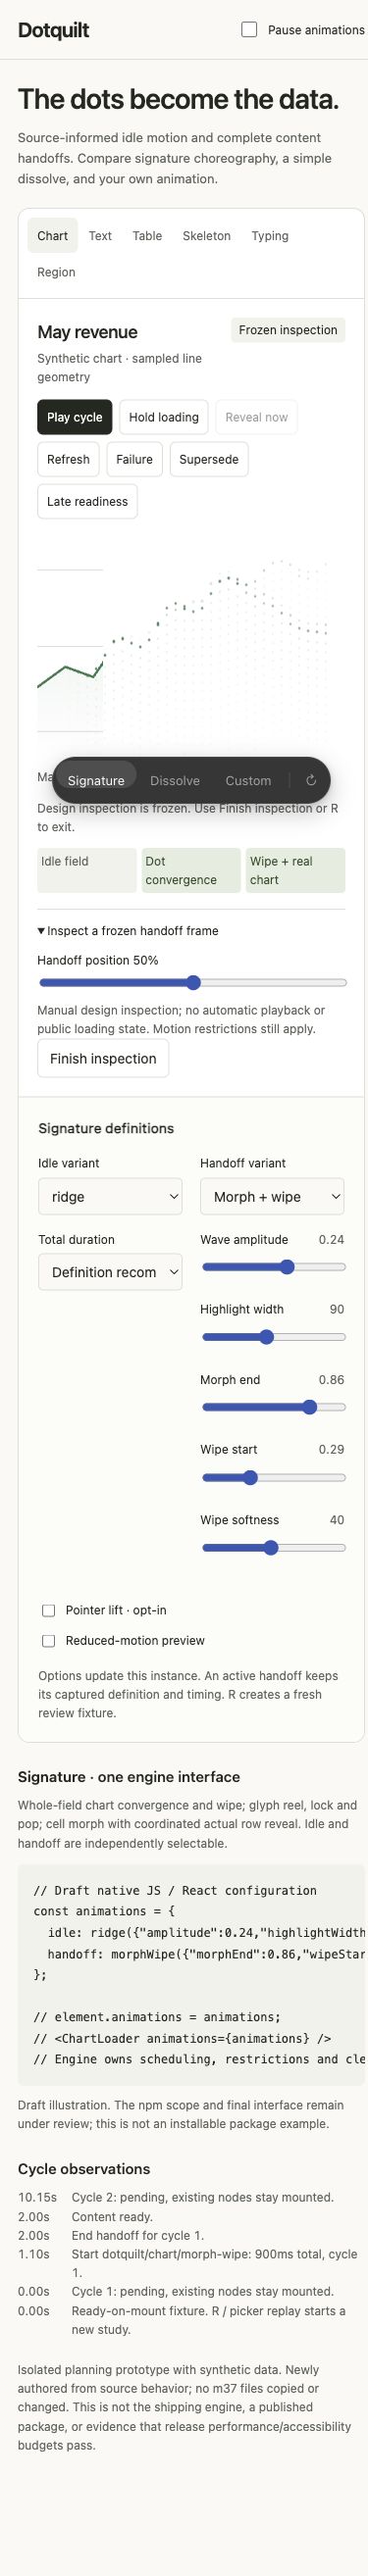 Dotquilt
Pause animations
The dots become the data.
Source-informed idle motion and complete content
handoffs. Compare signature choreography, a simple
dissolve, and your own animation.
Chart Text Table Skeleton Typing
Region
May revenue
Frozen inspection
Synthetic chart · sampled line
geometry
Play cycle Hold loading Reveal now
Refresh Failure Supersede
Late readiness
Ma
Signature Dissolve Custom ↻
Design inspection is frozen. Use Finish inspection or R
to exit.
Idle field
Dot
convergence
Wipe + real
chart
▼ Inspect a frozen handoff frame
Handoff position 50%
Manual design inspection; no automatic playback or
public loading state. Motion restrictions still apply.
Finish inspection
Signature definitions
Idle variant
ridge
Handoff variant
Morph + wipe
Total duration
Definition recom
Wave amplitude 0.24
Highlight width 90
Morph end 0.86
Wipe start 0.29
Wipe softness 40
Pointer lift · opt-in
Reduced-motion preview
Options update this instance. An active handoff keeps
its captured definition and timing. R creates a fresh
review fixture.
Signature · one engine interface
Whole-field chart convergence and wipe; glyph reel, lock and
pop; cell morph with coordinated actual row reveal. Idle and
handoff are independently selectable.
// Draft native JS / React configuration
const animations = {
idle: ridge({"amplitude":0.24,"highlightWidth
handoff: morphWipe({"morphEnd":0.86,"wipeStar
};
// element.animations = animations;
// <ChartLoader animations={animations} />
// Engine owns scheduling, restrictions and cle
Draft illustration. The npm scope and final interface remain
under review; this is not an installable package example.
Cycle observations
10.15s Cycle 2: pending, existing nodes stay mounted.
2.00s Content ready.
2.00s End handoff for cycle 1.
1.10s Start dotquilt/chart/morph-wipe: 900ms total, cycle
1.
0.00s Cycle 1: pending, existing nodes stay mounted.
0.00s Ready-on-mount fixture. R / picker replay starts a
new study.
Isolated planning prototype with synthetic data. Newly
authored from source behavior; no m37 files copied or
changed. This is not the shipping engine, a published
package, or evidence that release performance/accessibility
budgets pass.